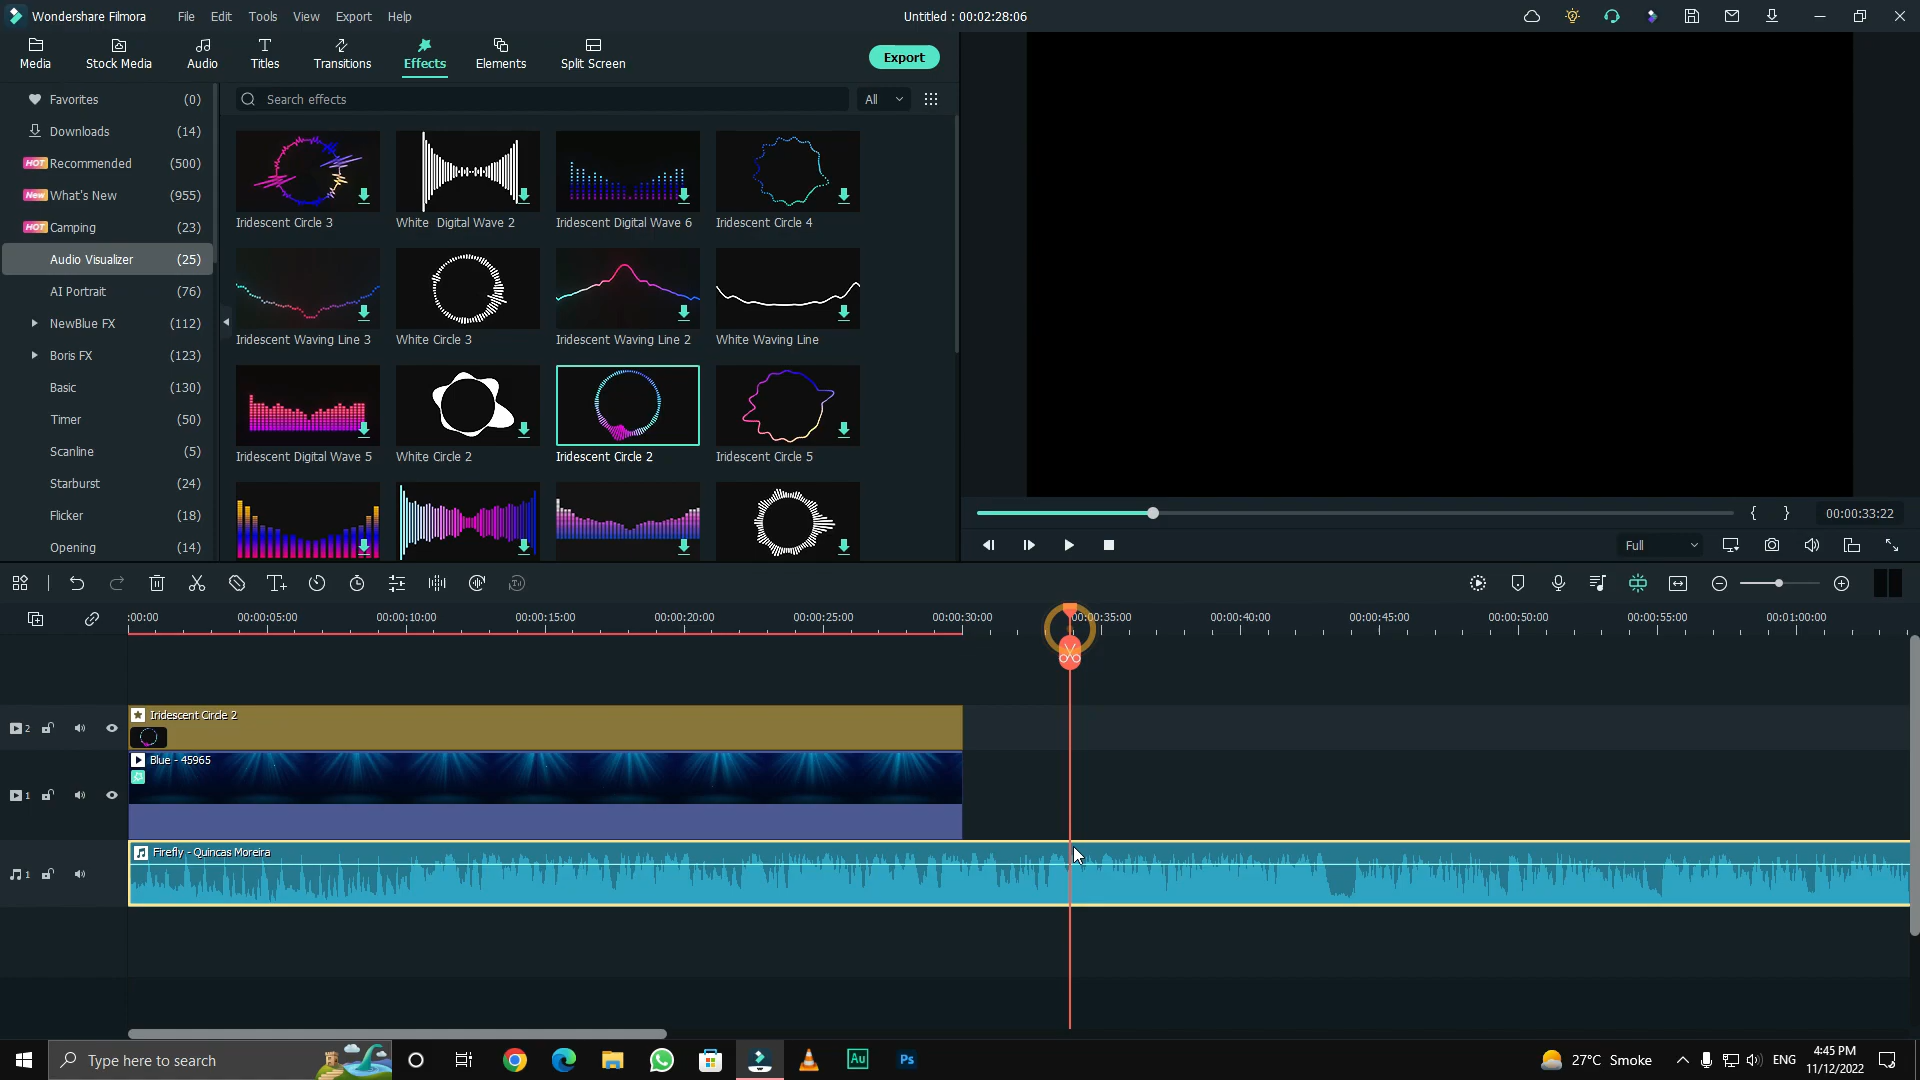 Wondershare Filmora File Edit Tools View Export Help Untitled : 00:02:28:06
Media Stock Media Audio Titles Transitions Effects Elements Split Screen Export
Favorites (0)
Downloads (14)
HOT Recommended (500)
New What's New (955)
HOT Camping (23)
Audio Visualizer (25)
AI Portrait (76)
NewBlue FX (112)
Boris FX (123)
Basic (130)
Timer (50)
Scanline (5)
Starburst (24)
Flicker (18)
Opening (14)
Search effects All
Iridescent Circle 3 White Digital Wave 2 Iridescent Digital Wave 6 Iridescent Circle 4
Iridescent Waving Line 3 White Circle 3 Iridescent Waving Line 2 White Waving Line
Iridescent Digital Wave 5 White Circle 2 Iridescent Circle 2 Iridescent Circle 5
{ } 00:00:33:22
Full
:00:00 00:00:05:00 00:00:10:00 00:00:15:00 00:00:20:00 00:00:25:00 00:00:30:00 00:00:35:00 00:00:40:00 00:00:45:00 00:00:50:00 00:00:55:00 00:01:00:00
2 Iridescent Circle 2
1 Blue - 45965
1 Firefly - Quincas Moreira
Type here to search Au Ps 27°C Smoke ENG
4:45 PM
11/12/2022